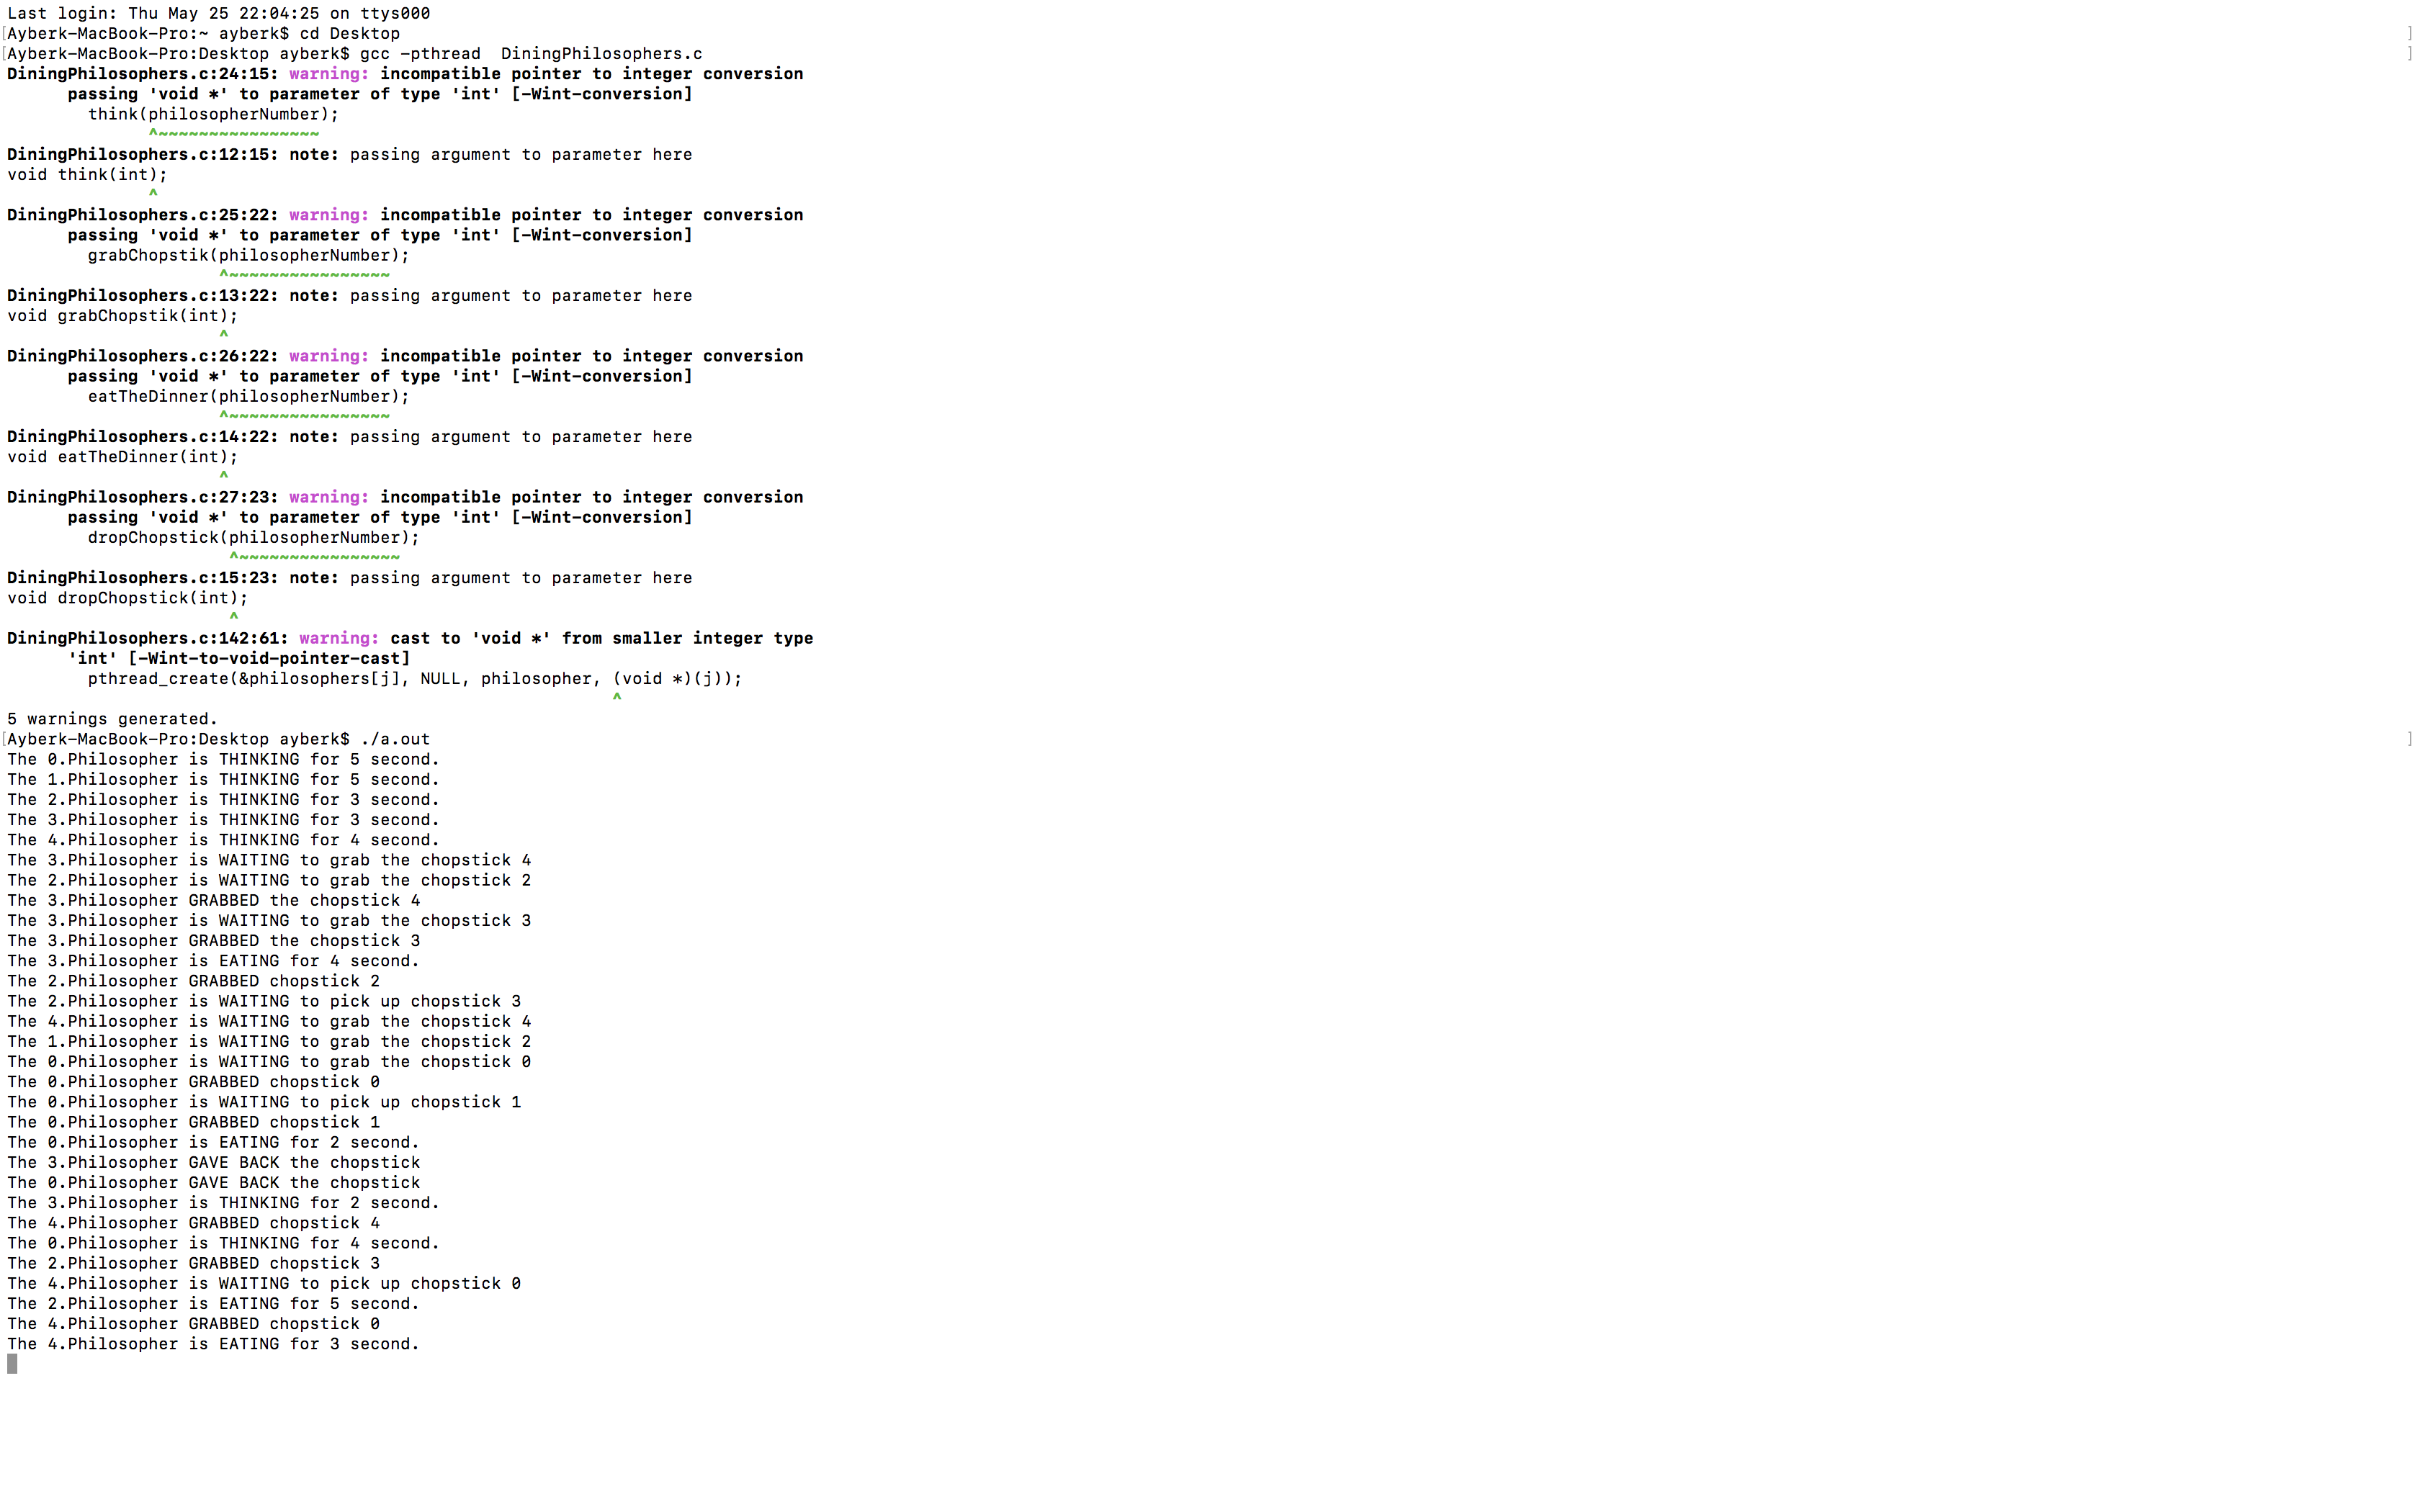 Last login: Thu May 25 22:04:25 on ttys000
[Ayberk-MacBook-Pro:~ ayberk$ cd Desktop ]
[Ayberk-MacBook-Pro:Desktop ayberk$ gcc -pthread  DiningPhilosophers.c ]
DiningPhilosophers.c:24:15: warning: incompatible pointer to integer conversion
      passing 'void *' to parameter of type 'int' [-Wint-conversion]
        think(philosopherNumber);
              ^~~~~~~~~~~~~~~~~
DiningPhilosophers.c:12:15: note: passing argument to parameter here
void think(int);
              ^
DiningPhilosophers.c:25:22: warning: incompatible pointer to integer conversion
      passing 'void *' to parameter of type 'int' [-Wint-conversion]
        grabChopstik(philosopherNumber);
                     ^~~~~~~~~~~~~~~~~
DiningPhilosophers.c:13:22: note: passing argument to parameter here
void grabChopstik(int);
                     ^
DiningPhilosophers.c:26:22: warning: incompatible pointer to integer conversion
      passing 'void *' to parameter of type 'int' [-Wint-conversion]
        eatTheDinner(philosopherNumber);
                     ^~~~~~~~~~~~~~~~~
DiningPhilosophers.c:14:22: note: passing argument to parameter here
void eatTheDinner(int);
                     ^
DiningPhilosophers.c:27:23: warning: incompatible pointer to integer conversion
      passing 'void *' to parameter of type 'int' [-Wint-conversion]
        dropChopstick(philosopherNumber);
                      ^~~~~~~~~~~~~~~~~
DiningPhilosophers.c:15:23: note: passing argument to parameter here
void dropChopstick(int);
                      ^
DiningPhilosophers.c:142:61: warning: cast to 'void *' from smaller integer type
      'int' [-Wint-to-void-pointer-cast]
        pthread_create(&philosophers[j], NULL, philosopher, (void *)(j));
                                                            ^
5 warnings generated.
[Ayberk-MacBook-Pro:Desktop ayberk$ ./a.out ]
The 0.Philosopher is THINKING for 5 second.
The 1.Philosopher is THINKING for 5 second.
The 2.Philosopher is THINKING for 3 second.
The 3.Philosopher is THINKING for 3 second.
The 4.Philosopher is THINKING for 4 second.
The 3.Philosopher is WAITING to grab the chopstick 4
The 2.Philosopher is WAITING to grab the chopstick 2
The 3.Philosopher GRABBED the chopstick 4
The 3.Philosopher is WAITING to grab the chopstick 3
The 3.Philosopher GRABBED the chopstick 3
The 3.Philosopher is EATING for 4 second.
The 2.Philosopher GRABBED chopstick 2
The 2.Philosopher is WAITING to pick up chopstick 3
The 4.Philosopher is WAITING to grab the chopstick 4
The 1.Philosopher is WAITING to grab the chopstick 2
The 0.Philosopher is WAITING to grab the chopstick 0
The 0.Philosopher GRABBED chopstick 0
The 0.Philosopher is WAITING to pick up chopstick 1
The 0.Philosopher GRABBED chopstick 1
The 0.Philosopher is EATING for 2 second.
The 3.Philosopher GAVE BACK the chopstick
The 0.Philosopher GAVE BACK the chopstick
The 3.Philosopher is THINKING for 2 second.
The 4.Philosopher GRABBED chopstick 4
The 0.Philosopher is THINKING for 4 second.
The 2.Philosopher GRABBED chopstick 3
The 4.Philosopher is WAITING to pick up chopstick 0
The 2.Philosopher is EATING for 5 second.
The 4.Philosopher GRABBED chopstick 0
The 4.Philosopher is EATING for 3 second.